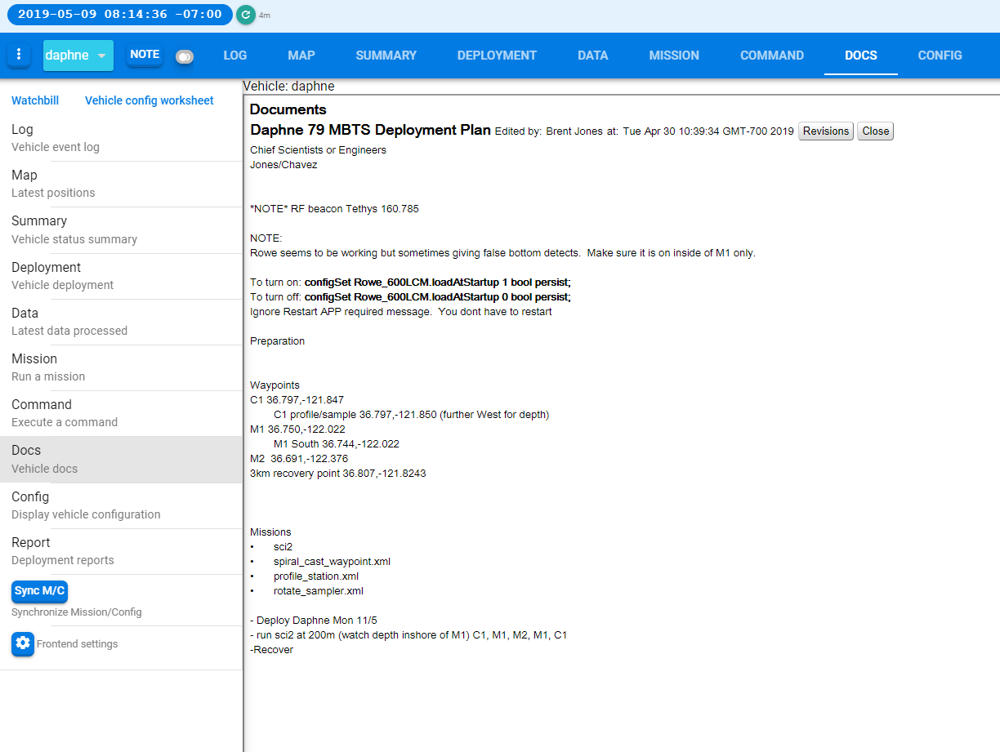 2019-05-09 08:14:36 -07:00 4m
daphne NOTE LOG MAP SUMMARY DEPLOYMENT DATA MISSION COMMAND DOCS CONFIG
Watchbill Vehicle config worksheet
Log
Vehicle event log
Map
Latest positions
Summary
Vehicle status summary
Deployment
Vehicle deployment
Data
Latest data processed
Mission
Run a mission
Command
Execute a command
Docs
Vehicle docs
Config
Display vehicle configuration
Report
Deployment reports
Sync M/C
Synchronize Mission/Config
Frontend settings
Vehicle: daphne
Documents
Daphne 79 MBTS Deployment Plan Edited by: Brent Jones at: Tue Apr 30 10:39:34 GMT-700 2019 Revisions Close
Chief Scientists or Engineers
Jones/Chavez
*NOTE* RF beacon Tethys 160.785
NOTE:
Rowe seems to be working but sometimes giving false bottom detects. Make sure it is on inside of M1 only.
To turn on: configSet Rowe_600LCM.loadAtStartup 1 bool persist;
To turn off: configSet Rowe_600LCM.loadAtStartup 0 bool persist;
Ignore Restart APP required message. You dont have to restart
Preparation
Waypoints
C1 36.797,-121.847
C1 profile/sample 36.797,-121.850 (further West for depth)
M1 36.750,-122.022
M1 South 36.744,-122.022
M2 36.691,-122.376
3km recovery point 36.807,-121.8243
Missions
• sci2
• spiral_cast_waypoint.xml
• profile_station.xml
• rotate_sampler.xml
- Deploy Daphne Mon 11/5
- run sci2 at 200m (watch depth inshore of M1) C1, M1, M2, M1, C1
-Recover